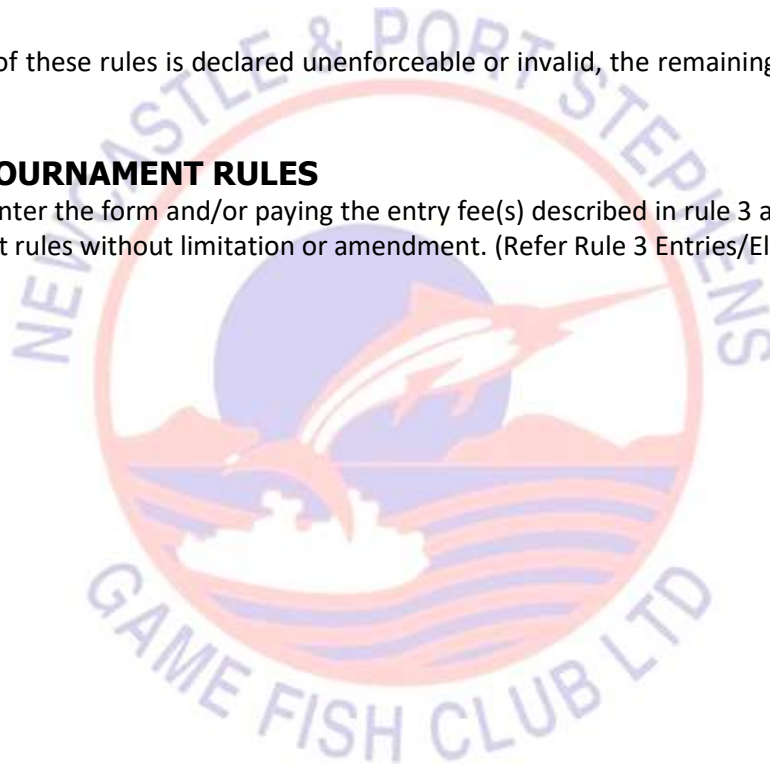 of these rules is declared unenforceable or invalid, the remaining
OURNAMENT RULES
nter the form and/or paying the entry fee(s) described in rule 3 a
t rules without limitation or amendment. (Refer Rule 3 Entries/El
NEWCASTLE & PORT STEPHENS
GAME FISH CLUB LTD